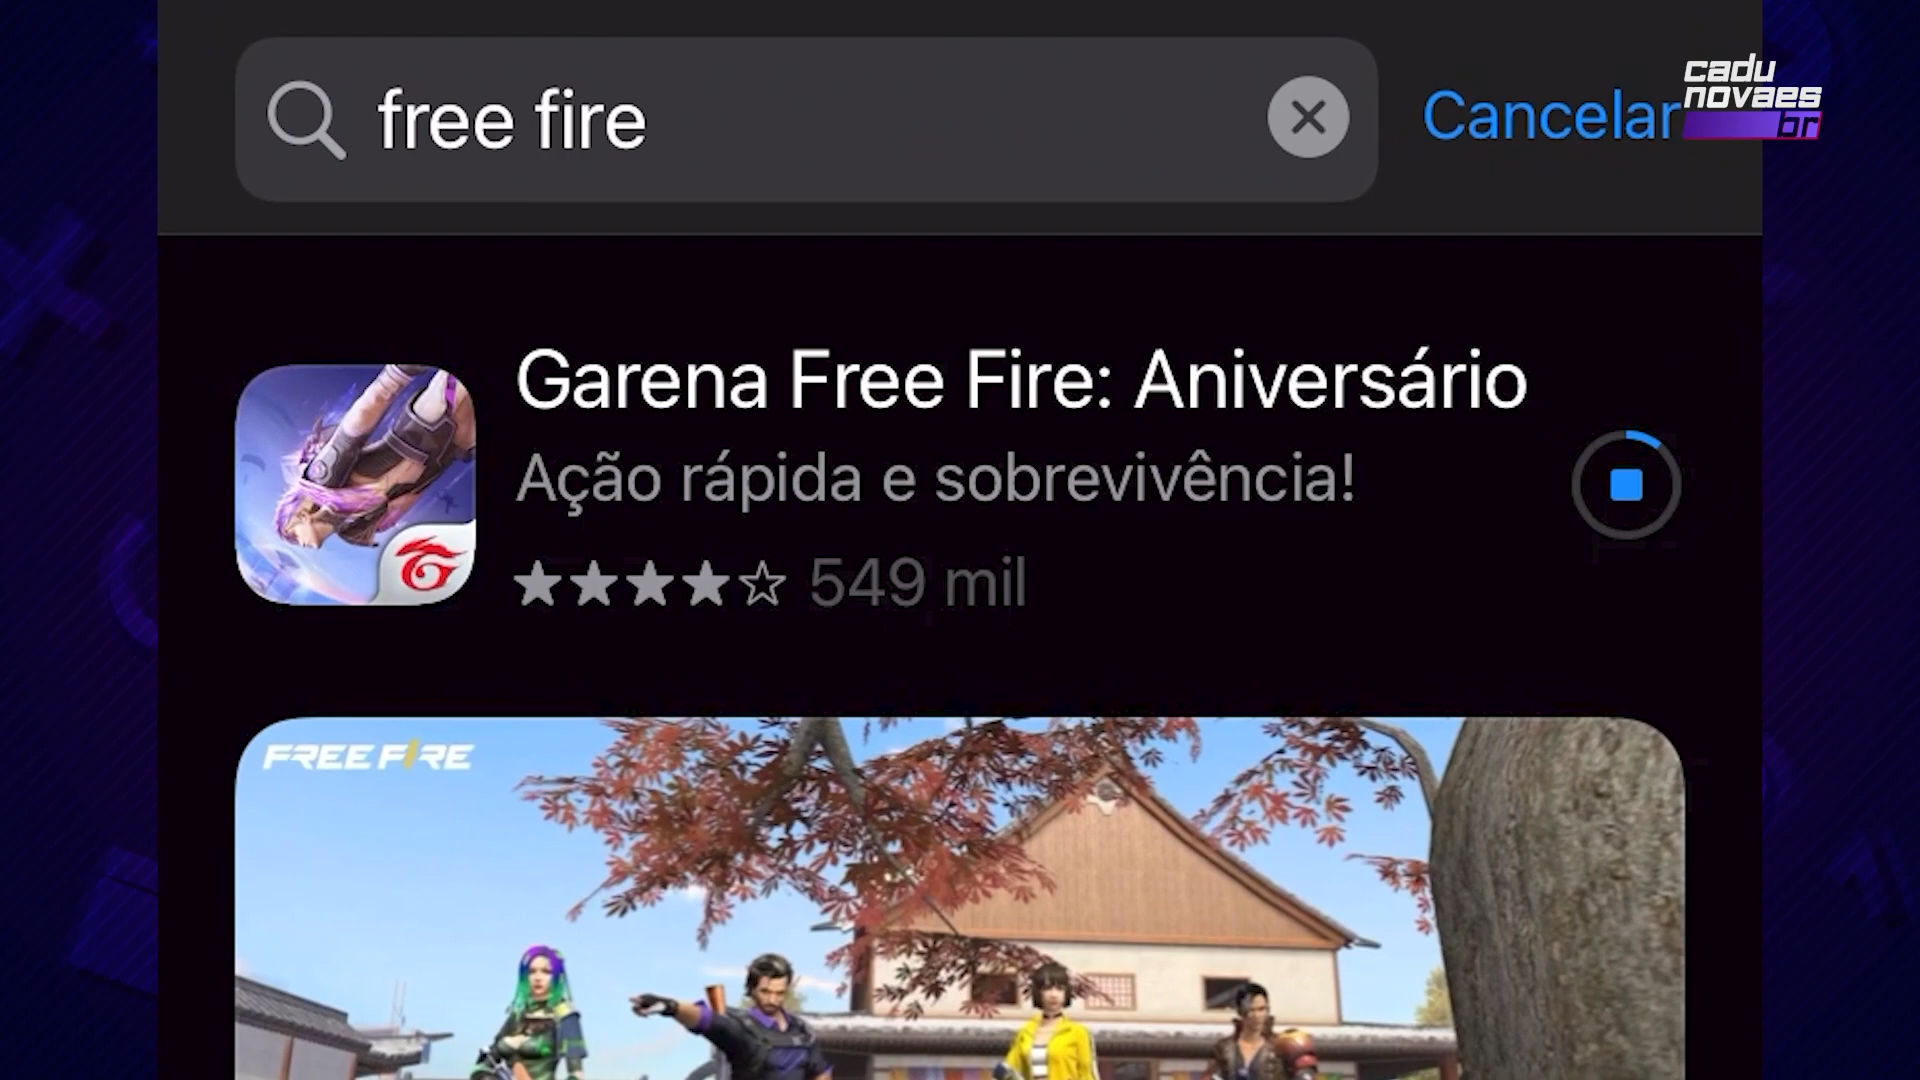 free fire
Cancelar
cadu
novaes
br
Garena Free Fire: Aniversário
Ação rápida e sobrevivência!
549 mil
FREE FIRE